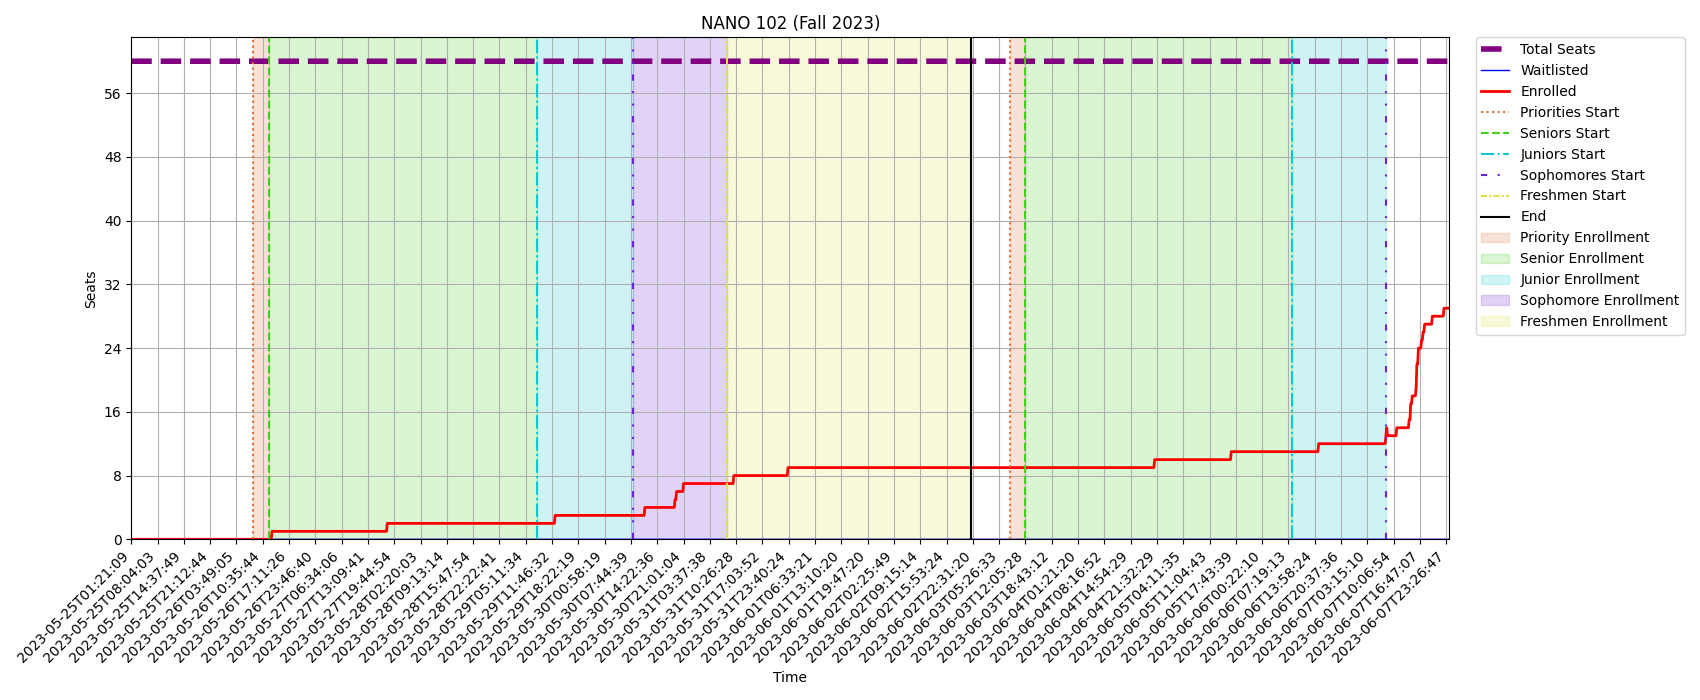 NANO 102 (Fall 2023)
Total Seats
Waitlisted
Enrolled
Priorities Start
Seniors Start
Juniors Start
Sophomores Start
Freshmen Start
End
Priority Enrollment
Senior Enrollment
Junior Enrollment
Sophomore Enrollment
Freshmen Enrollment
Seats
56
48
40
32
24
16
8
0
2023-05-25T01:21:09
2023-05-25T08:04:03
2023-05-25T14:37:49
2023-05-25T21:12:44
2023-05-26T03:49:05
2023-05-26T10:35:44
2023-05-26T17:11:26
2023-05-26T23:46:40
2023-05-27T06:34:06
2023-05-27T13:09:41
2023-05-27T19:44:54
2023-05-28T02:20:03
2023-05-28T09:13:14
2023-05-28T15:47:54
2023-05-28T22:22:41
2023-05-29T05:11:34
2023-05-29T11:46:32
2023-05-29T18:22:19
2023-05-30T00:58:19
2023-05-30T07:44:39
2023-05-30T14:22:36
2023-05-30T21:01:04
2023-05-31T03:37:38
2023-05-31T10:26:28
2023-05-31T17:03:52
2023-05-31T23:40:24
2023-06-01T06:33:21
2023-06-01T13:10:20
2023-06-01T19:47:20
2023-06-02T02:25:49
2023-06-02T09:15:14
2023-06-02T15:53:24
2023-06-02T22:31:20
2023-06-03T05:26:33
2023-06-03T12:05:28
2023-06-03T18:43:12
2023-06-04T01:21:20
2023-06-04T08:16:52
2023-06-04T14:54:29
2023-06-04T21:32:29
2023-06-05T04:11:35
2023-06-05T11:04:43
2023-06-05T17:43:39
2023-06-06T00:22:10
2023-06-06T07:19:13
2023-06-06T13:58:24
2023-06-06T20:37:36
2023-06-07T03:15:10
2023-06-07T10:06:54
2023-06-07T16:47:07
2023-06-07T23:26:47
Time